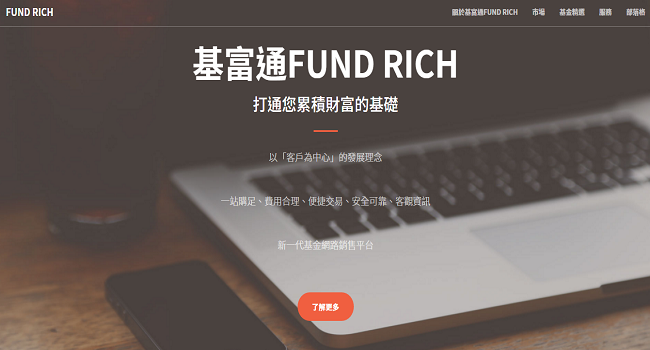 FUND RICH
關於基富通FUND RICH 市場 基金精選 服務 部落格
基富通FUND RICH
打通您累積財富的基礎
以「客戶為中心」的發展理念
一站購足、費用合理、便捷交易、安全可靠、客觀資訊
新一代基金網路銷售平台
了解更多